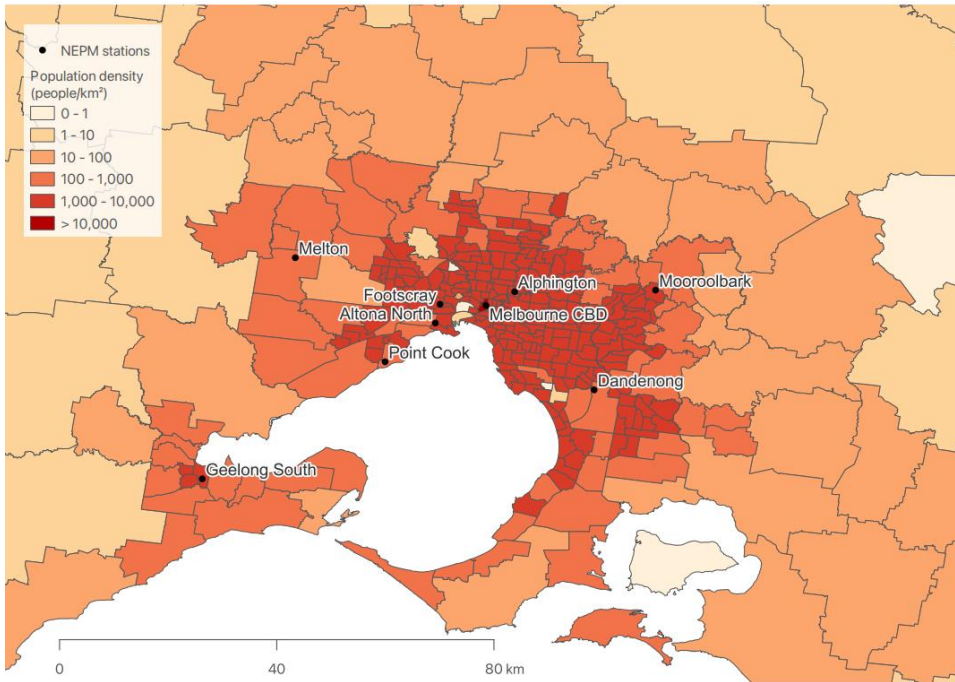 NEPM stations
Population density
(people/km²)
0 - 1
1 - 10
10 - 100
100 - 1,000
1,000 - 10,000
> 10,000
Melton
Alphington
Mooroolbark
Footscray
Altona North
Melbourne CBD
Point Cook
Dandenong
Geelong South
0
40
80 km